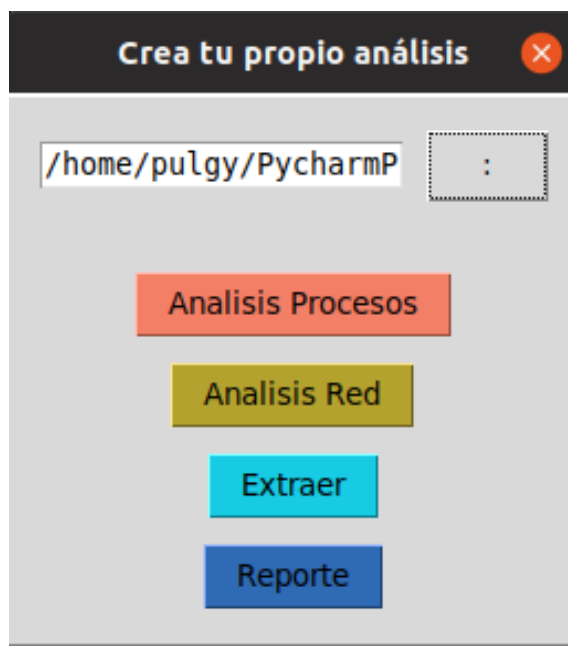 Crea tu propio análisis
/home/pulgy/PycharmP :
Analisis Procesos
Analisis Red
Extraer
Reporte